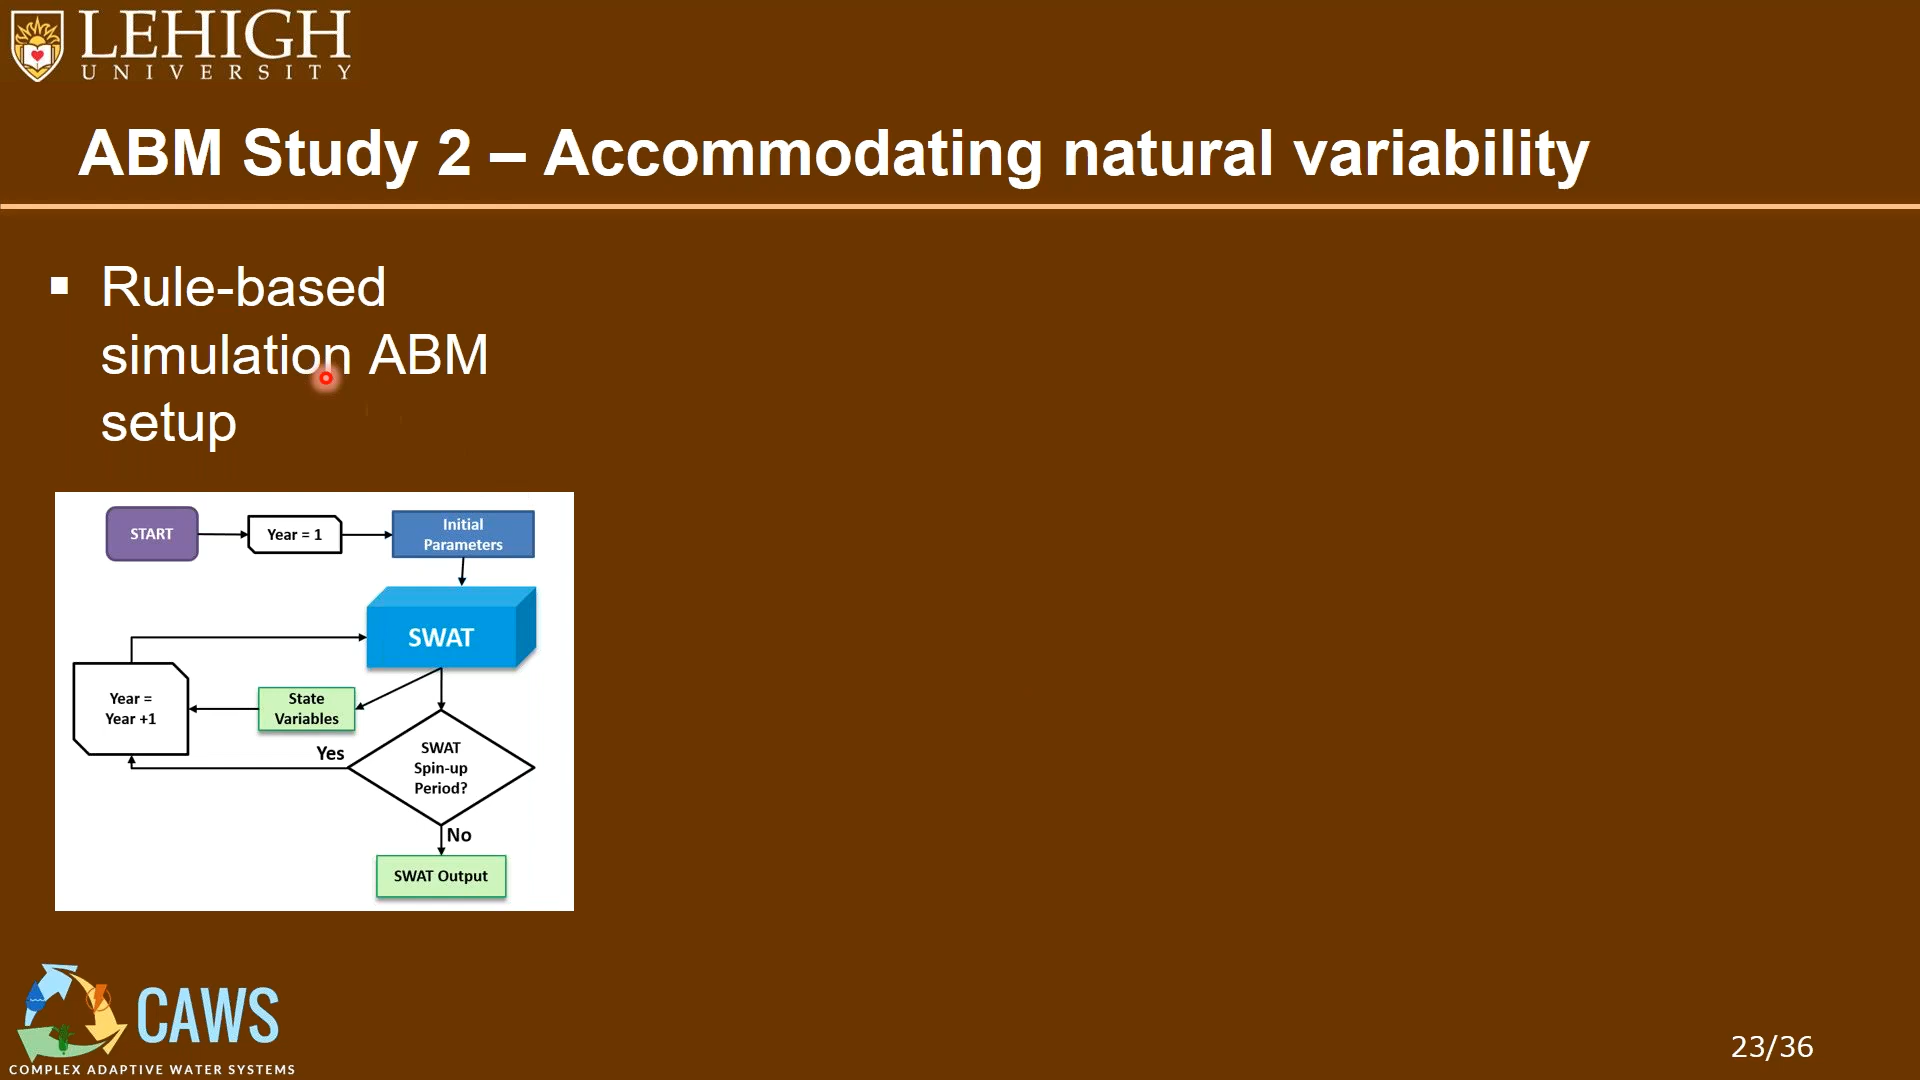 LEHIGH
UNIVERSITY
ABM Study 2 – Accommodating natural variability
Rule-based
simulation ABM
setup
START
Year = 1
Initial
Parameters
SWAT
Year =
Year +1
State
Variables
Yes
SWAT
Spin-up
Period?
No
SWAT Output
CAWS
COMPLEX ADAPTIVE WATER SYSTEMS
23/36